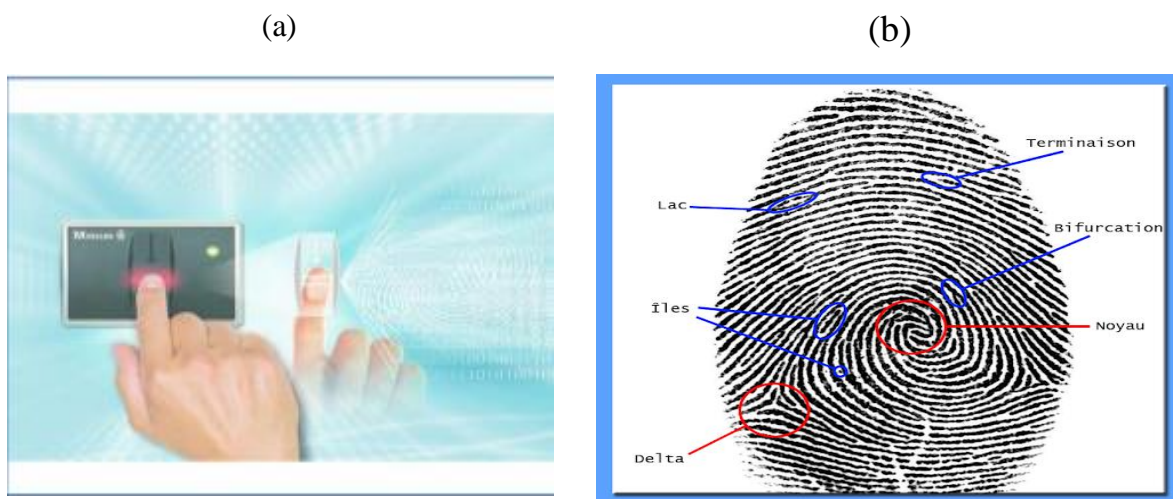 (a)
(b)
Terminaison
Lac
Bifurcation
Îles
Noyau
Delta